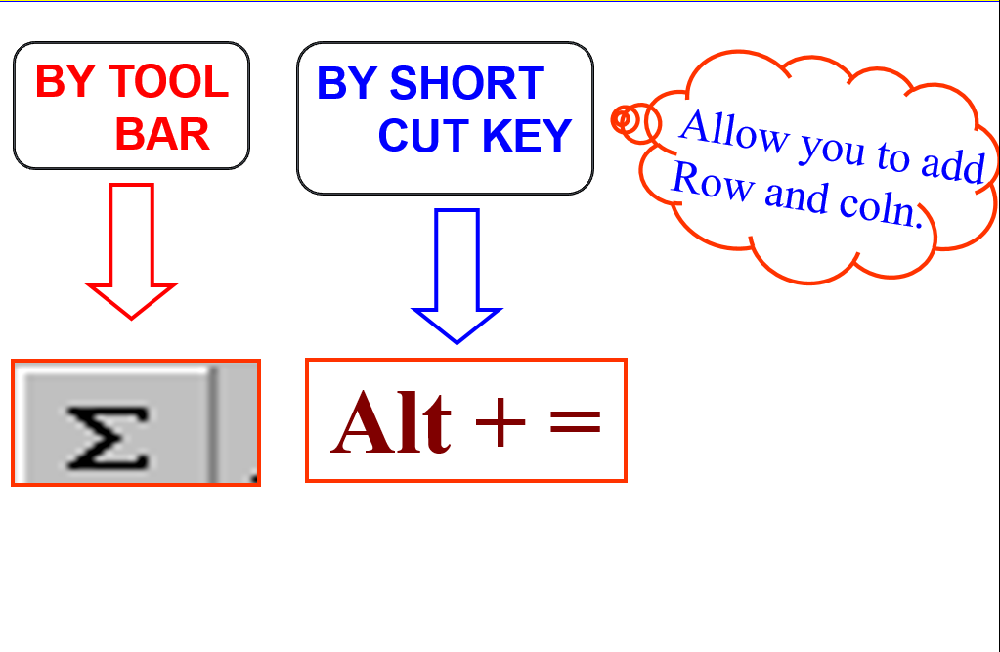 BY TOOL
BAR
BY SHORT
CUT KEY
Allow you to add
Row and coln.
Σ
Alt + =